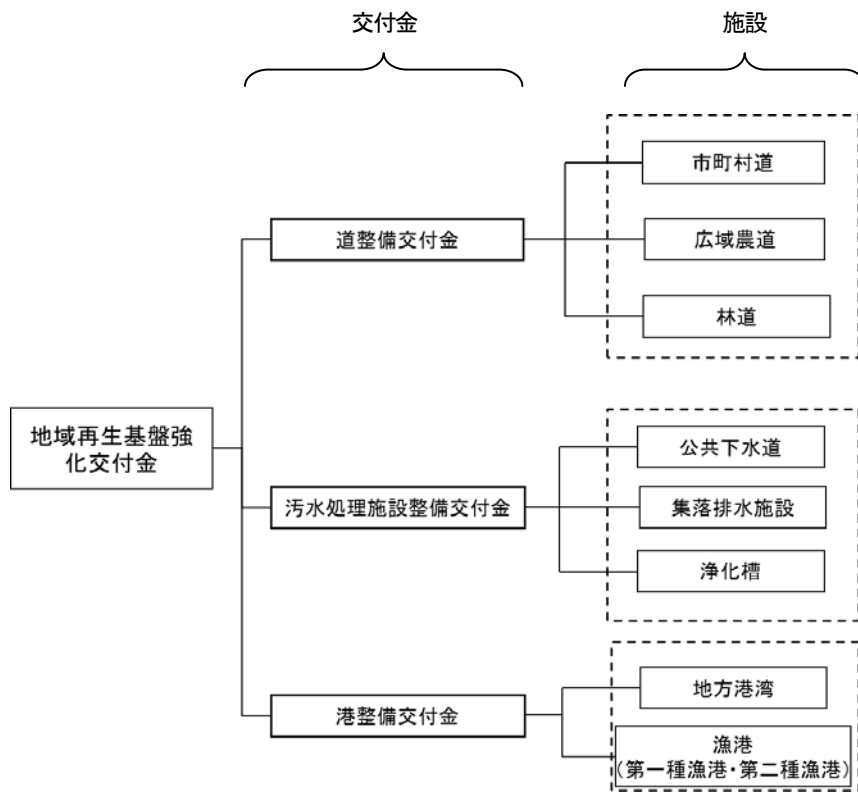 交付金
施設
市町村道
道整備交付金
広域農道
林道
地域再生基盤強
化交付金
公共下水道
汚水処理施設整備交付金
集落排水施設
浄化槽
地方港湾
港整備交付金
漁港
（第一種漁港・第二種漁港）